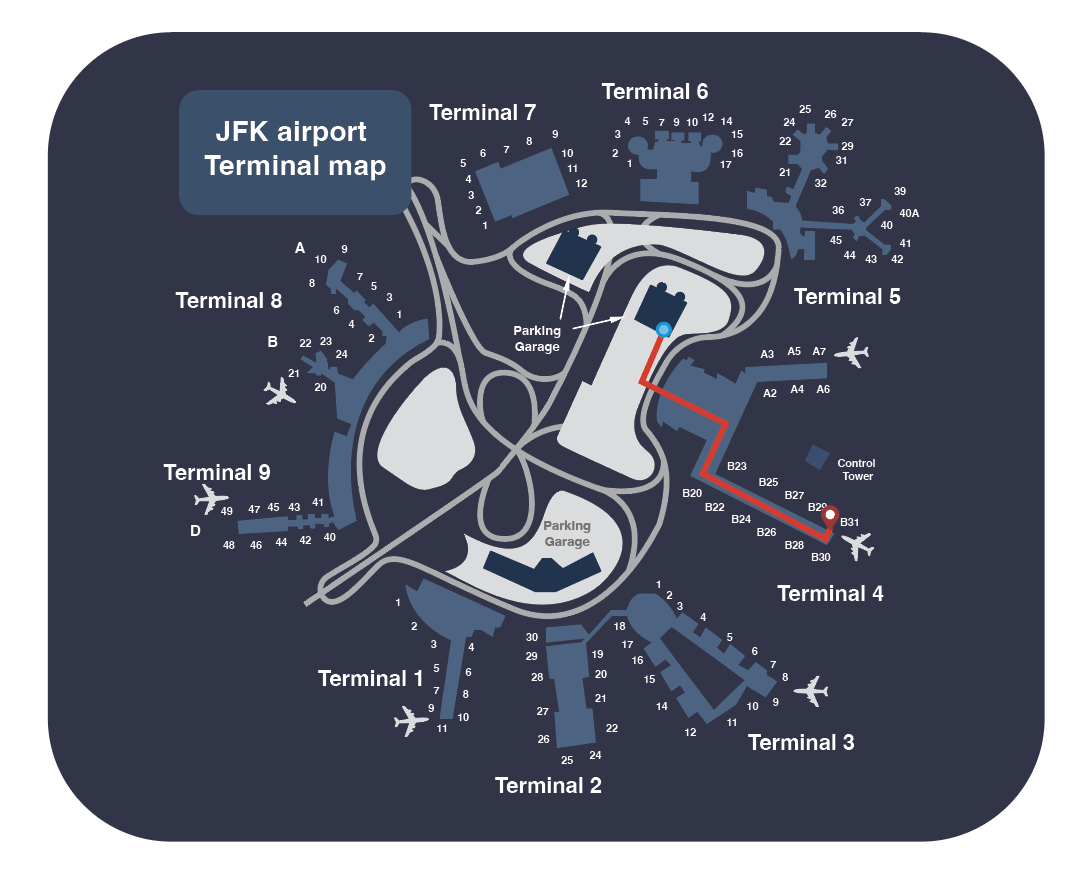 JFK airport
Terminal map
Terminal 7
1
2
3
4
5
6
7
8
9
10
11
12
Terminal 6
1
2
3
4
5
7
9
10
12
14
15
16
17
Terminal 5
21
22
24
25
26
27
29
31
32
36
37
39
40A
40
41
42
43
44
45
Terminal 8
A
10
9
8
7
5
3
1
6
4
2
B
22
23
24
21
20
Parking
Garage
A3
A5
A7
A2
A4
A6
Control
Tower
B23
B25
B27
B29
B31
B20
B22
B24
B26
B28
B30
Terminal 4
Terminal 9
D
49
47
45
43
41
48
46
44
42
40
Parking
Garage
Terminal 1
1
2
3
4
5
6
7
8
9
10
11
Terminal 2
30
29
28
27
26
25
24
22
21
20
19
Terminal 3
1
2
3
4
5
6
7
8
9
10
11
12
14
15
16
17
18